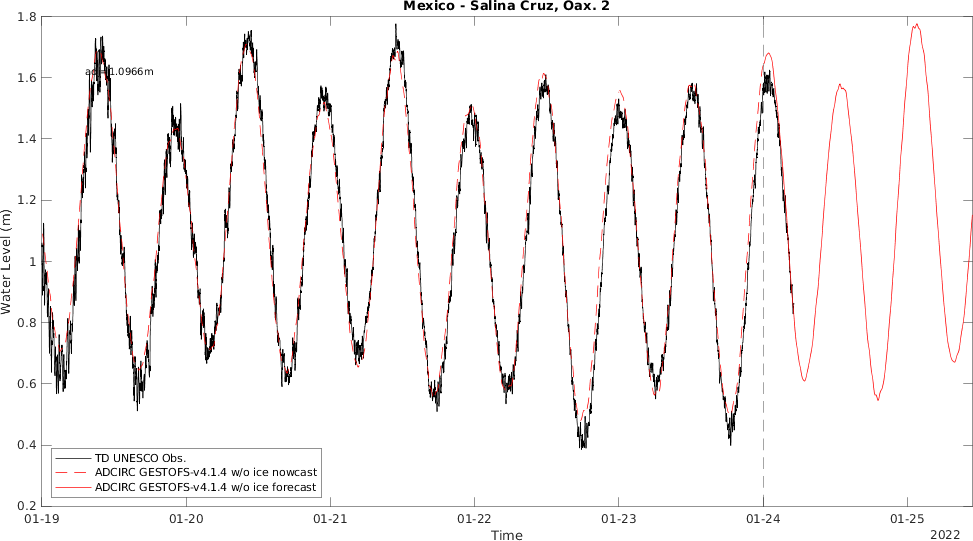 Mexico - Salina Cruz, Oax. 2
1.8
1.6
1.4
1.2
1
0.8
0.6
0.4
0.2
Water Level (m)
1.0966m
TD UNESCO Obs.
ADCIRC GESTOFS-v4.1.4 w/o ice nowcast
ADCIRC GESTOFS-v4.1.4 w/o ice forecast
01-19
01-20
01-21
01-22
01-23
01-24
01-25
Time
2022